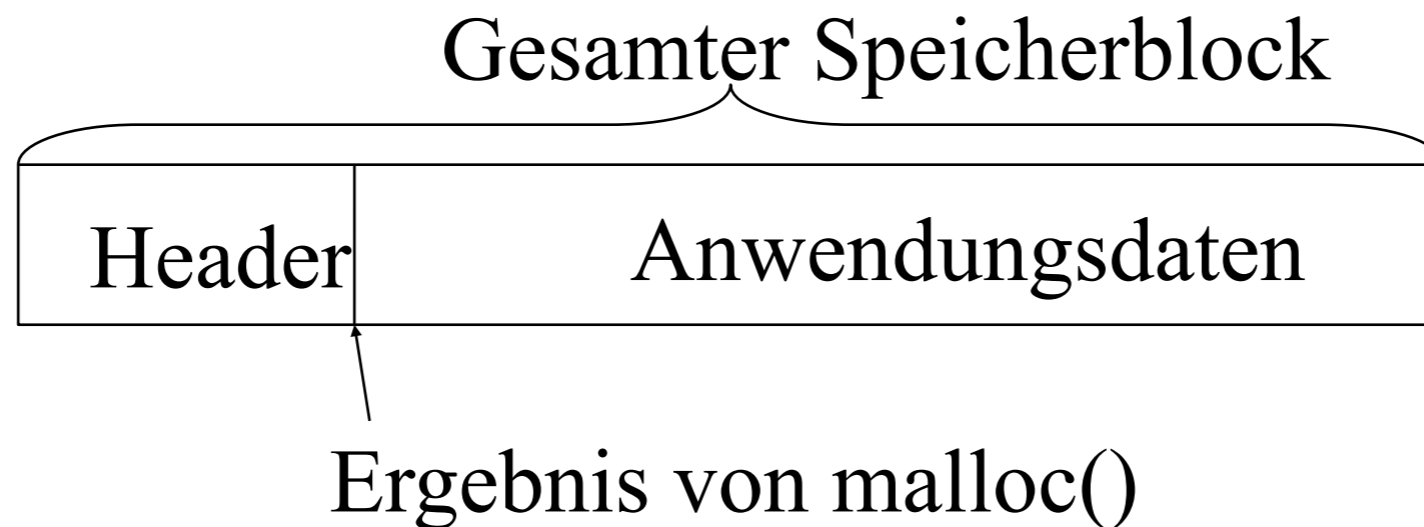 Gesamter Speicherblock
Header
Anwendungsdaten
Ergebnis von malloc()